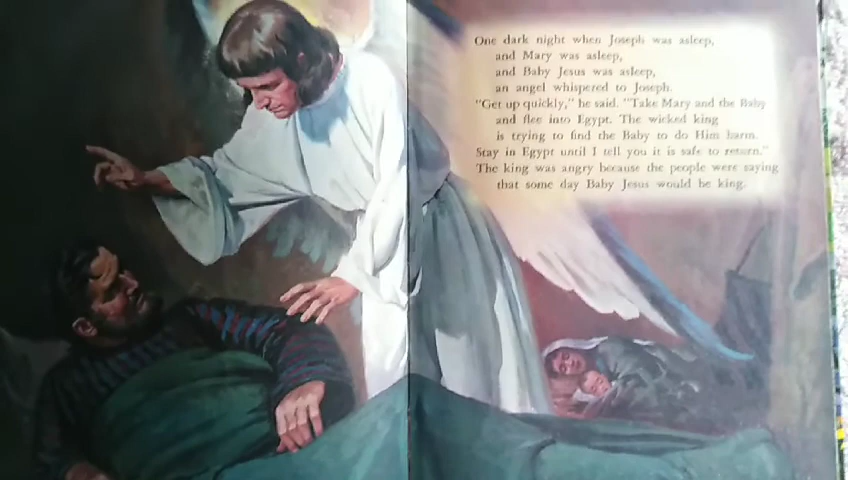 One dark night when Joseph was asleep,
and Mary was asleep,
and Baby Jesus was asleep,
an angel whispered to Joseph.
"Get up quickly," he said. "Take Mary and the Baby
and flee into Egypt. The wicked king
is trying to find the Baby to do Him harm.
Stay in Egypt until I tell you it is safe to return."
The king was angry because the people were saying
that some day Baby Jesus would be king.